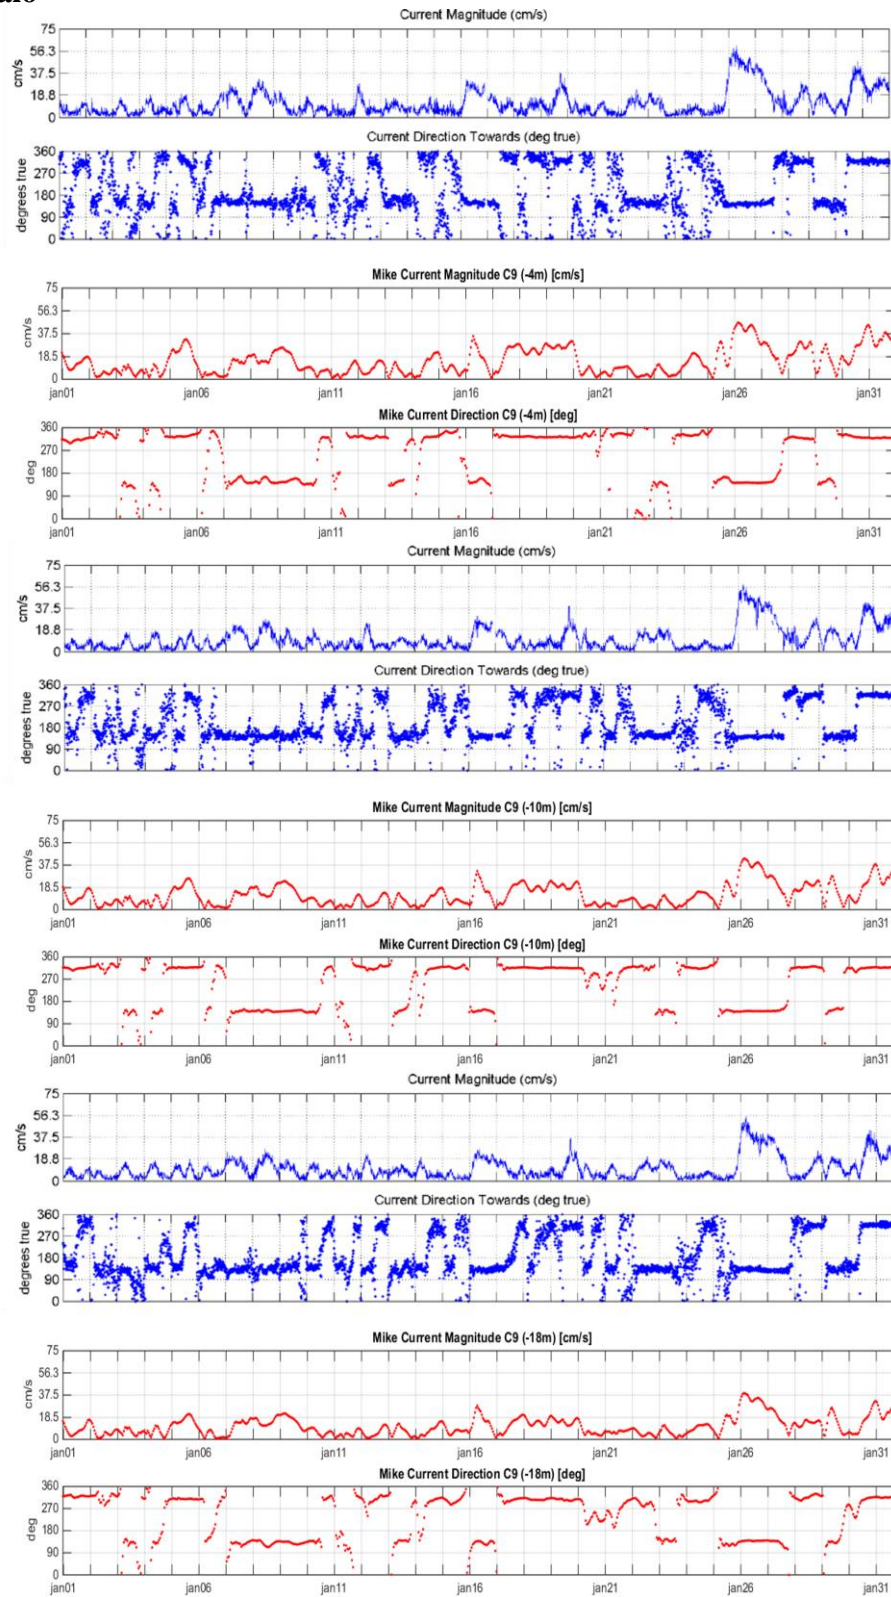 Current Magnitude (cm/s)
75
56.3
37.5
18.8
0
cm/s
Current Direction Towards (deg true)
360
270
180
90
0
degrees true
Mike Current Magnitude C9 (-4m) [cm/s]
75
56.3
37.5
18.5
0
cm/s
jan01 jan06 jan11 jan16 jan21 jan26 jan31
Mike Current Direction C9 (-4m) [deg]
360
270
180
90
0
deg
jan01 jan06 jan11 jan16 jan21 jan26 jan31
Current Magnitude (cm/s)
75
56.3
37.5
18.8
0
cm/s
Current Direction Towards (deg true)
360
270
180
90
0
degrees true
Mike Current Magnitude C9 (-10m) [cm/s]
75
56.3
37.5
18.5
0
cm/s
jan01 jan06 jan11 jan16 jan21 jan26 jan31
Mike Current Direction C9 (-10m) [deg]
360
270
180
90
0
deg
jan01 jan06 jan11 jan16 jan21 jan26 jan31
Current Magnitude (cm/s)
75
56.3
37.5
18.8
0
cm/s
Current Direction Towards (deg true)
360
270
180
90
0
degrees true
Mike Current Magnitude C9 (-18m) [cm/s]
75
56.3
37.5
18.5
0
cm/s
jan01 jan06 jan11 jan16 jan21 jan26 jan31
Mike Current Direction C9 (-18m) [deg]
360
270
180
90
0
deg
jan01 jan06 jan11 jan16 jan21 jan26 jan31